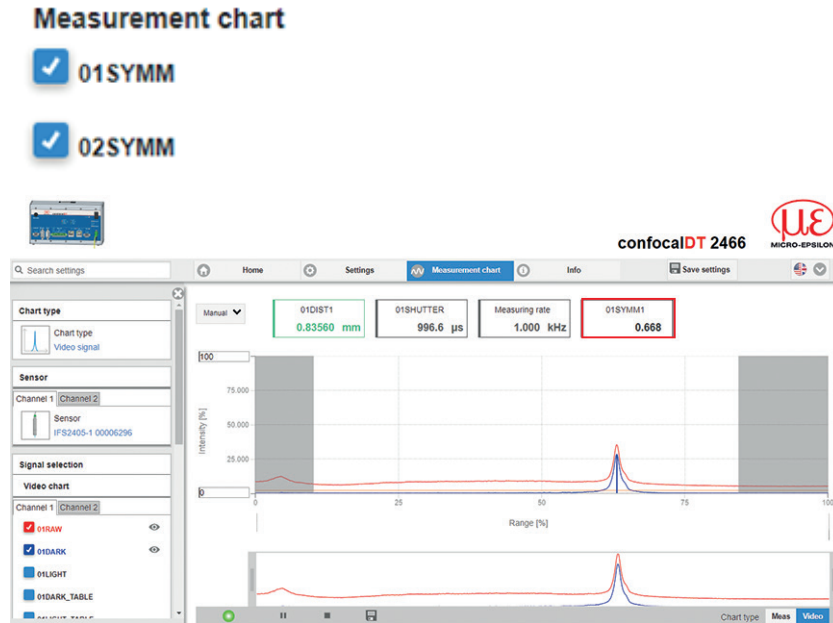 Measurement chart
01SYMM
02SYMM
confocalDT 2466
με
MICRO-EPSILON
Search settings
Home
Settings
Measurement chart
Info
Save settings
Chart type
Chart type
Video signal
Sensor
Channel 1 Channel 2
Sensor
IFS2405-1 00006296
Signal selection
Video chart
Channel 1 Channel 2
01RAW
01DARK
01LIGHT
01DARK_TABLE
01LIGHT_TABLE
Manual
01DIST1
0.83560 mm
01SHUTTER
996.6 µs
Measuring rate
1.000 kHz
01SYMM1
0.668
100
75.000
50.000
25.000
0
Intensity [%]
0 25 50 75 100
Range [%]
Chart type Meas Video